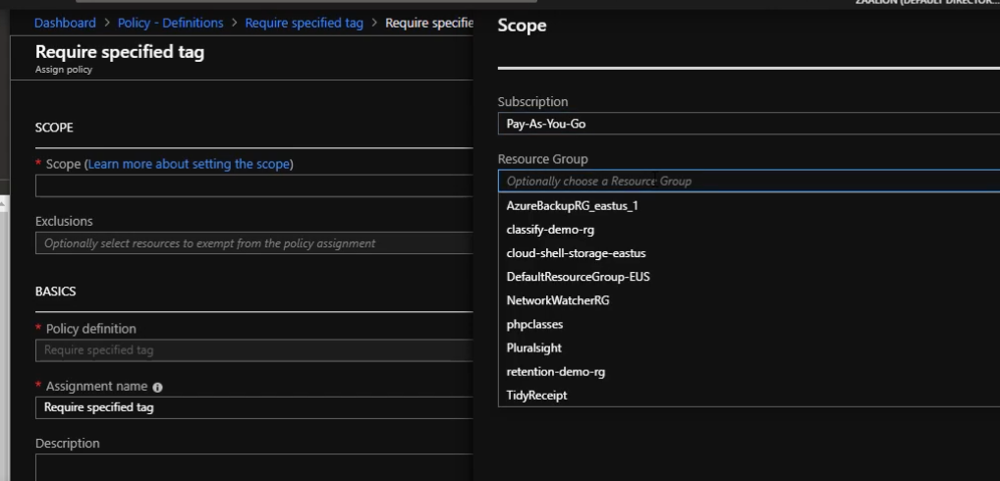 ZAALION (DEFAULT DIRECTOR...
Dashboard > Policy - Definitions > Require specified tag > Require specifie
Require specified tag
Assign policy
SCOPE
* Scope (Learn more about setting the scope)
Exclusions
Optionally select resources to exempt from the policy assignment
BASICS
* Policy definition
Require specified tag
* Assignment name
Require specified tag
Description
Scope
Subscription
Pay-As-You-Go
Resource Group
Optionally choose a Resource Group
AzureBackupRG_eastus_1
classify-demo-rg
cloud-shell-storage-eastus
DefaultResourceGroup-EUS
NetworkWatcherRG
phpclasses
Pluralsight
retention-demo-rg
TidyReceipt